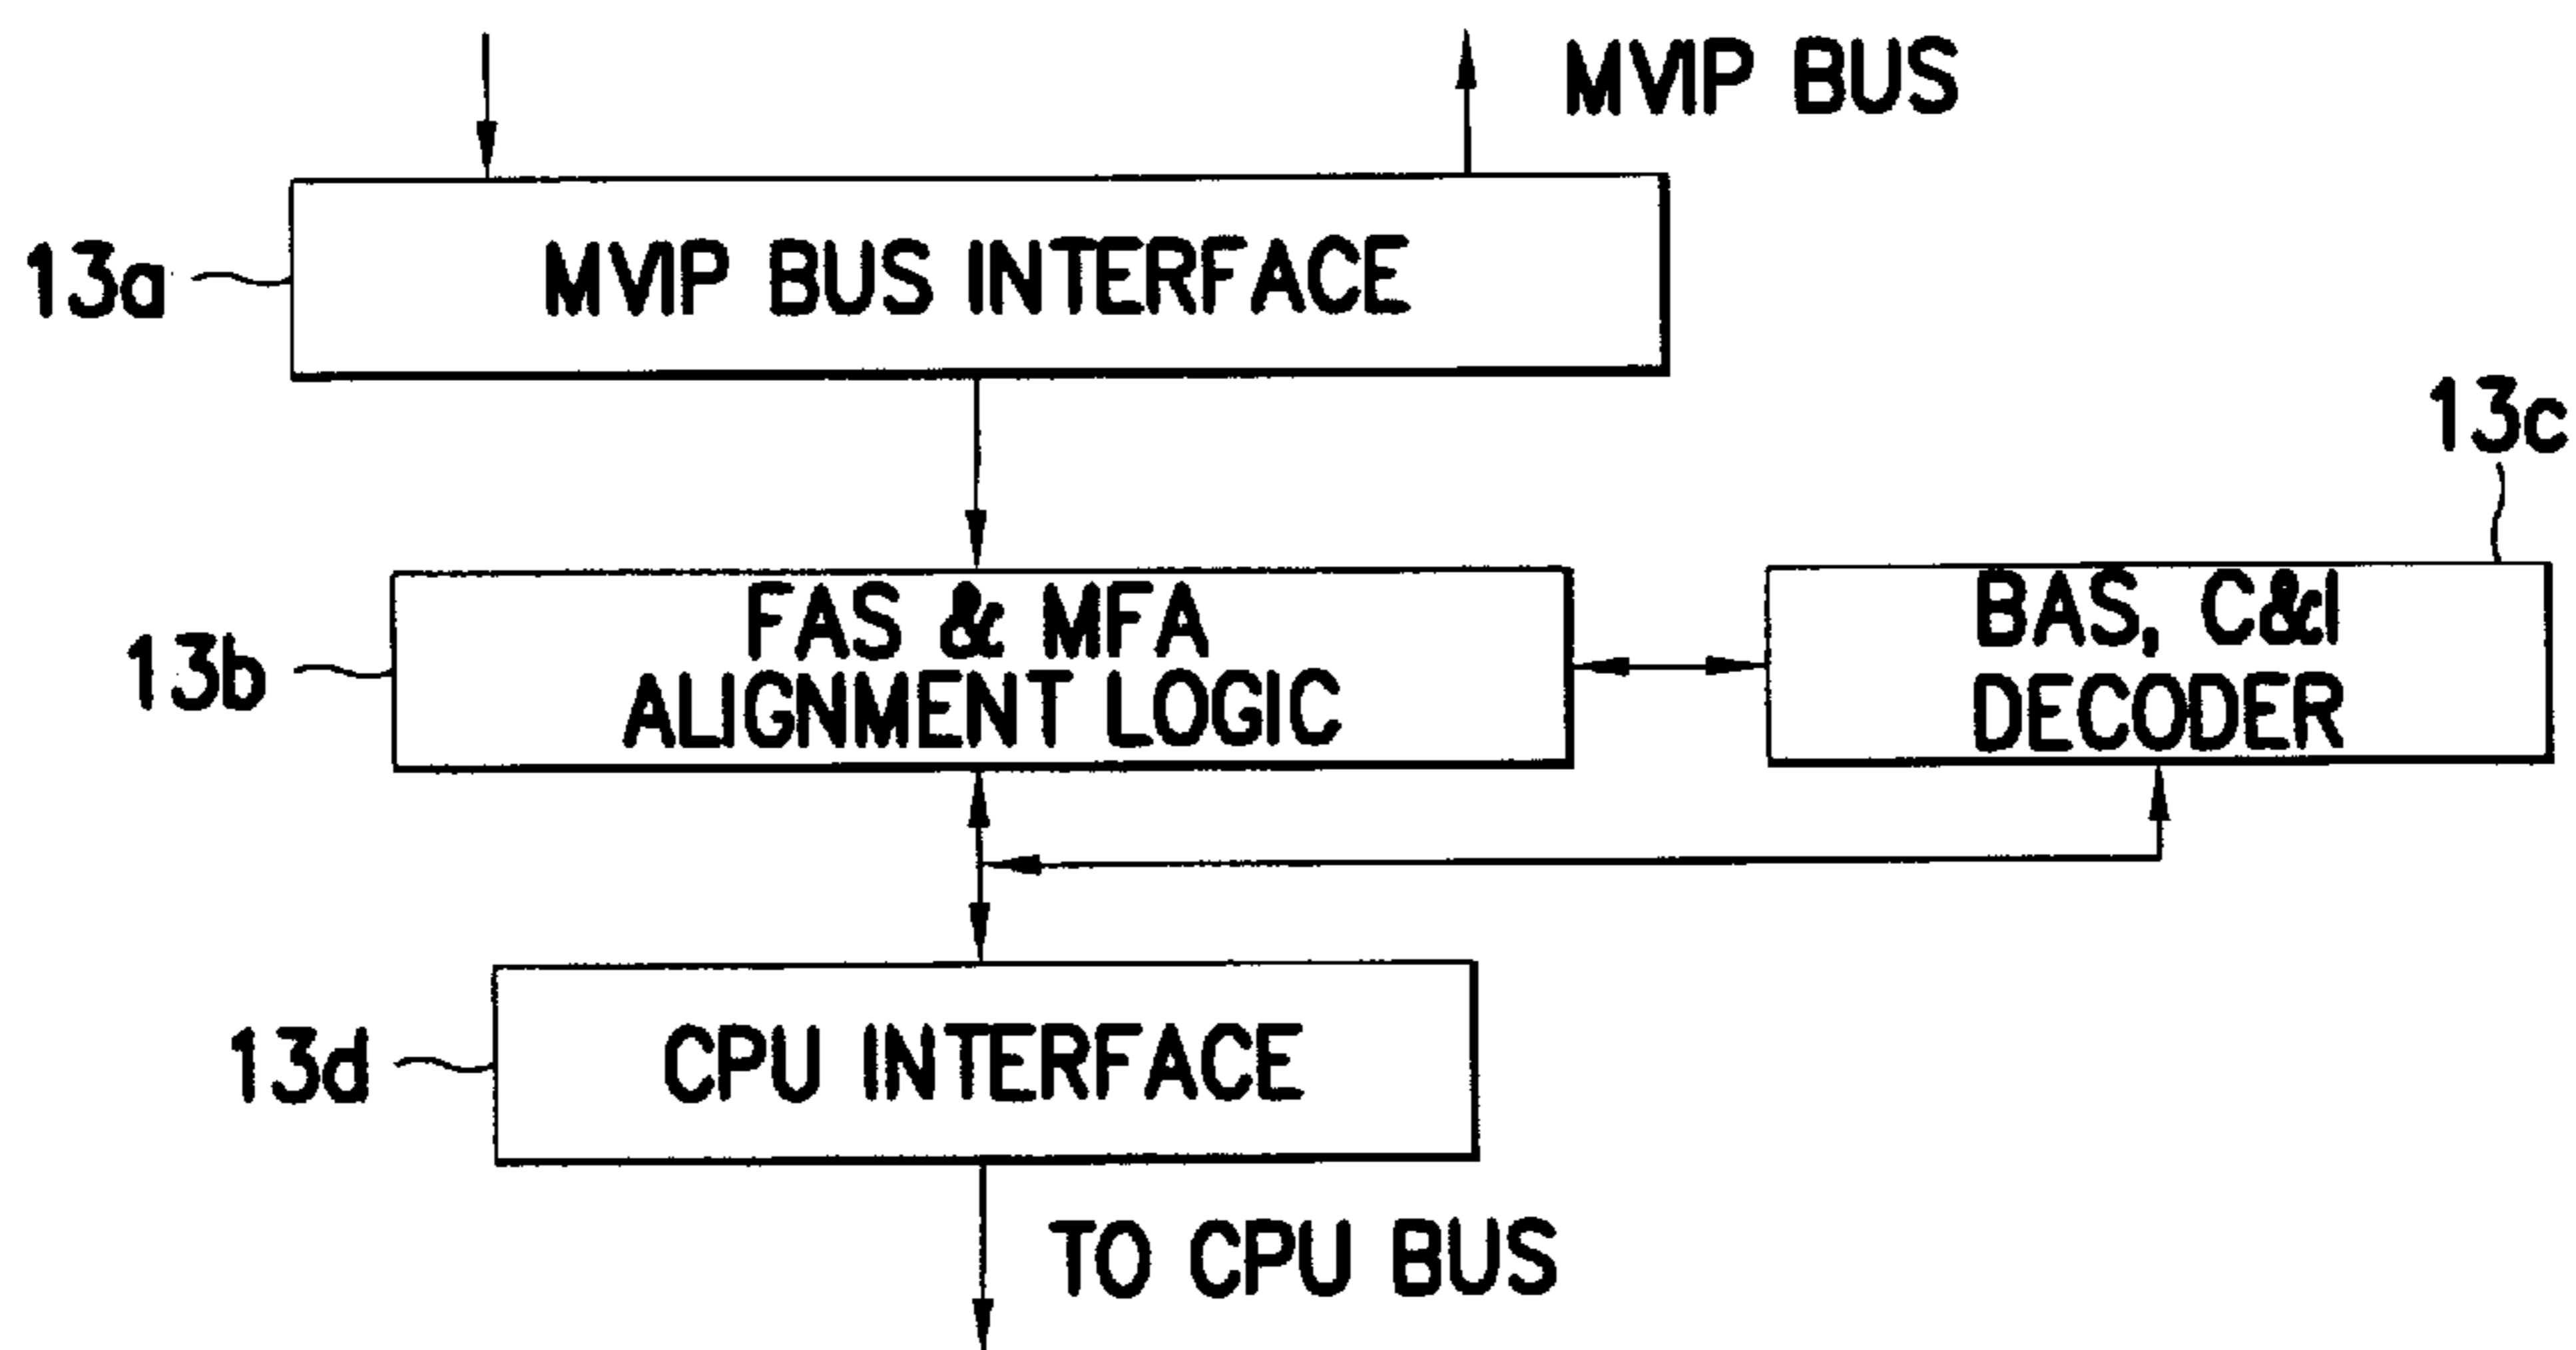 MVIP BUS
13a
MVIP BUS INTERFACE
13c
13b
FAS & MFA
ALIGNMENT LOGIC
BAS, C&I
DECODER
13d
CPU INTERFACE
TO CPU BUS